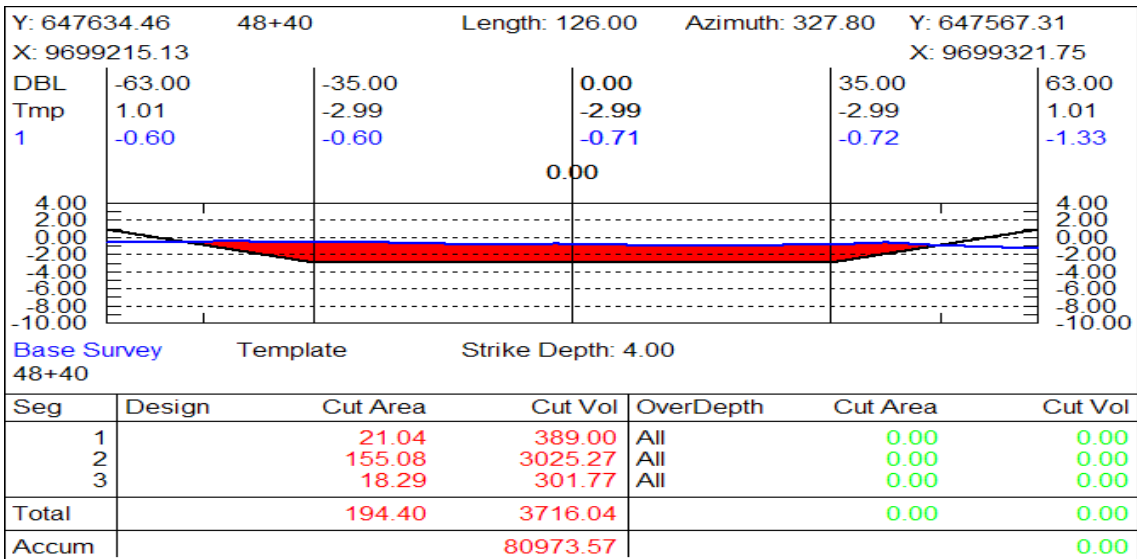 Y: 647634.46 48+40 Length: 126.00 Azimuth: 327.80 Y: 647567.31
X: 9699215.13 X: 9699321.75
DBL -63.00 -35.00 0.00 35.00 63.00
Tmp 1.01 -2.99 -2.99 -2.99 1.01
1 -0.60 -0.60 -0.71 -0.72 -1.33
0.00
4.00 4.00
2.00 2.00
0.00 0.00
-2.00 -2.00
-4.00 -4.00
-6.00 -6.00
-8.00 -8.00
-10.00 -10.00
Base Survey Template Strike Depth: 4.00
48+40
Seg Design Cut Area Cut Vol OverDepth Cut Area Cut Vol
1 21.04 389.00 All 0.00 0.00
2 155.08 3025.27 All 0.00 0.00
3 18.29 301.77 All 0.00 0.00
Total 194.40 3716.04 0.00 0.00
Accum 80973.57 0.00